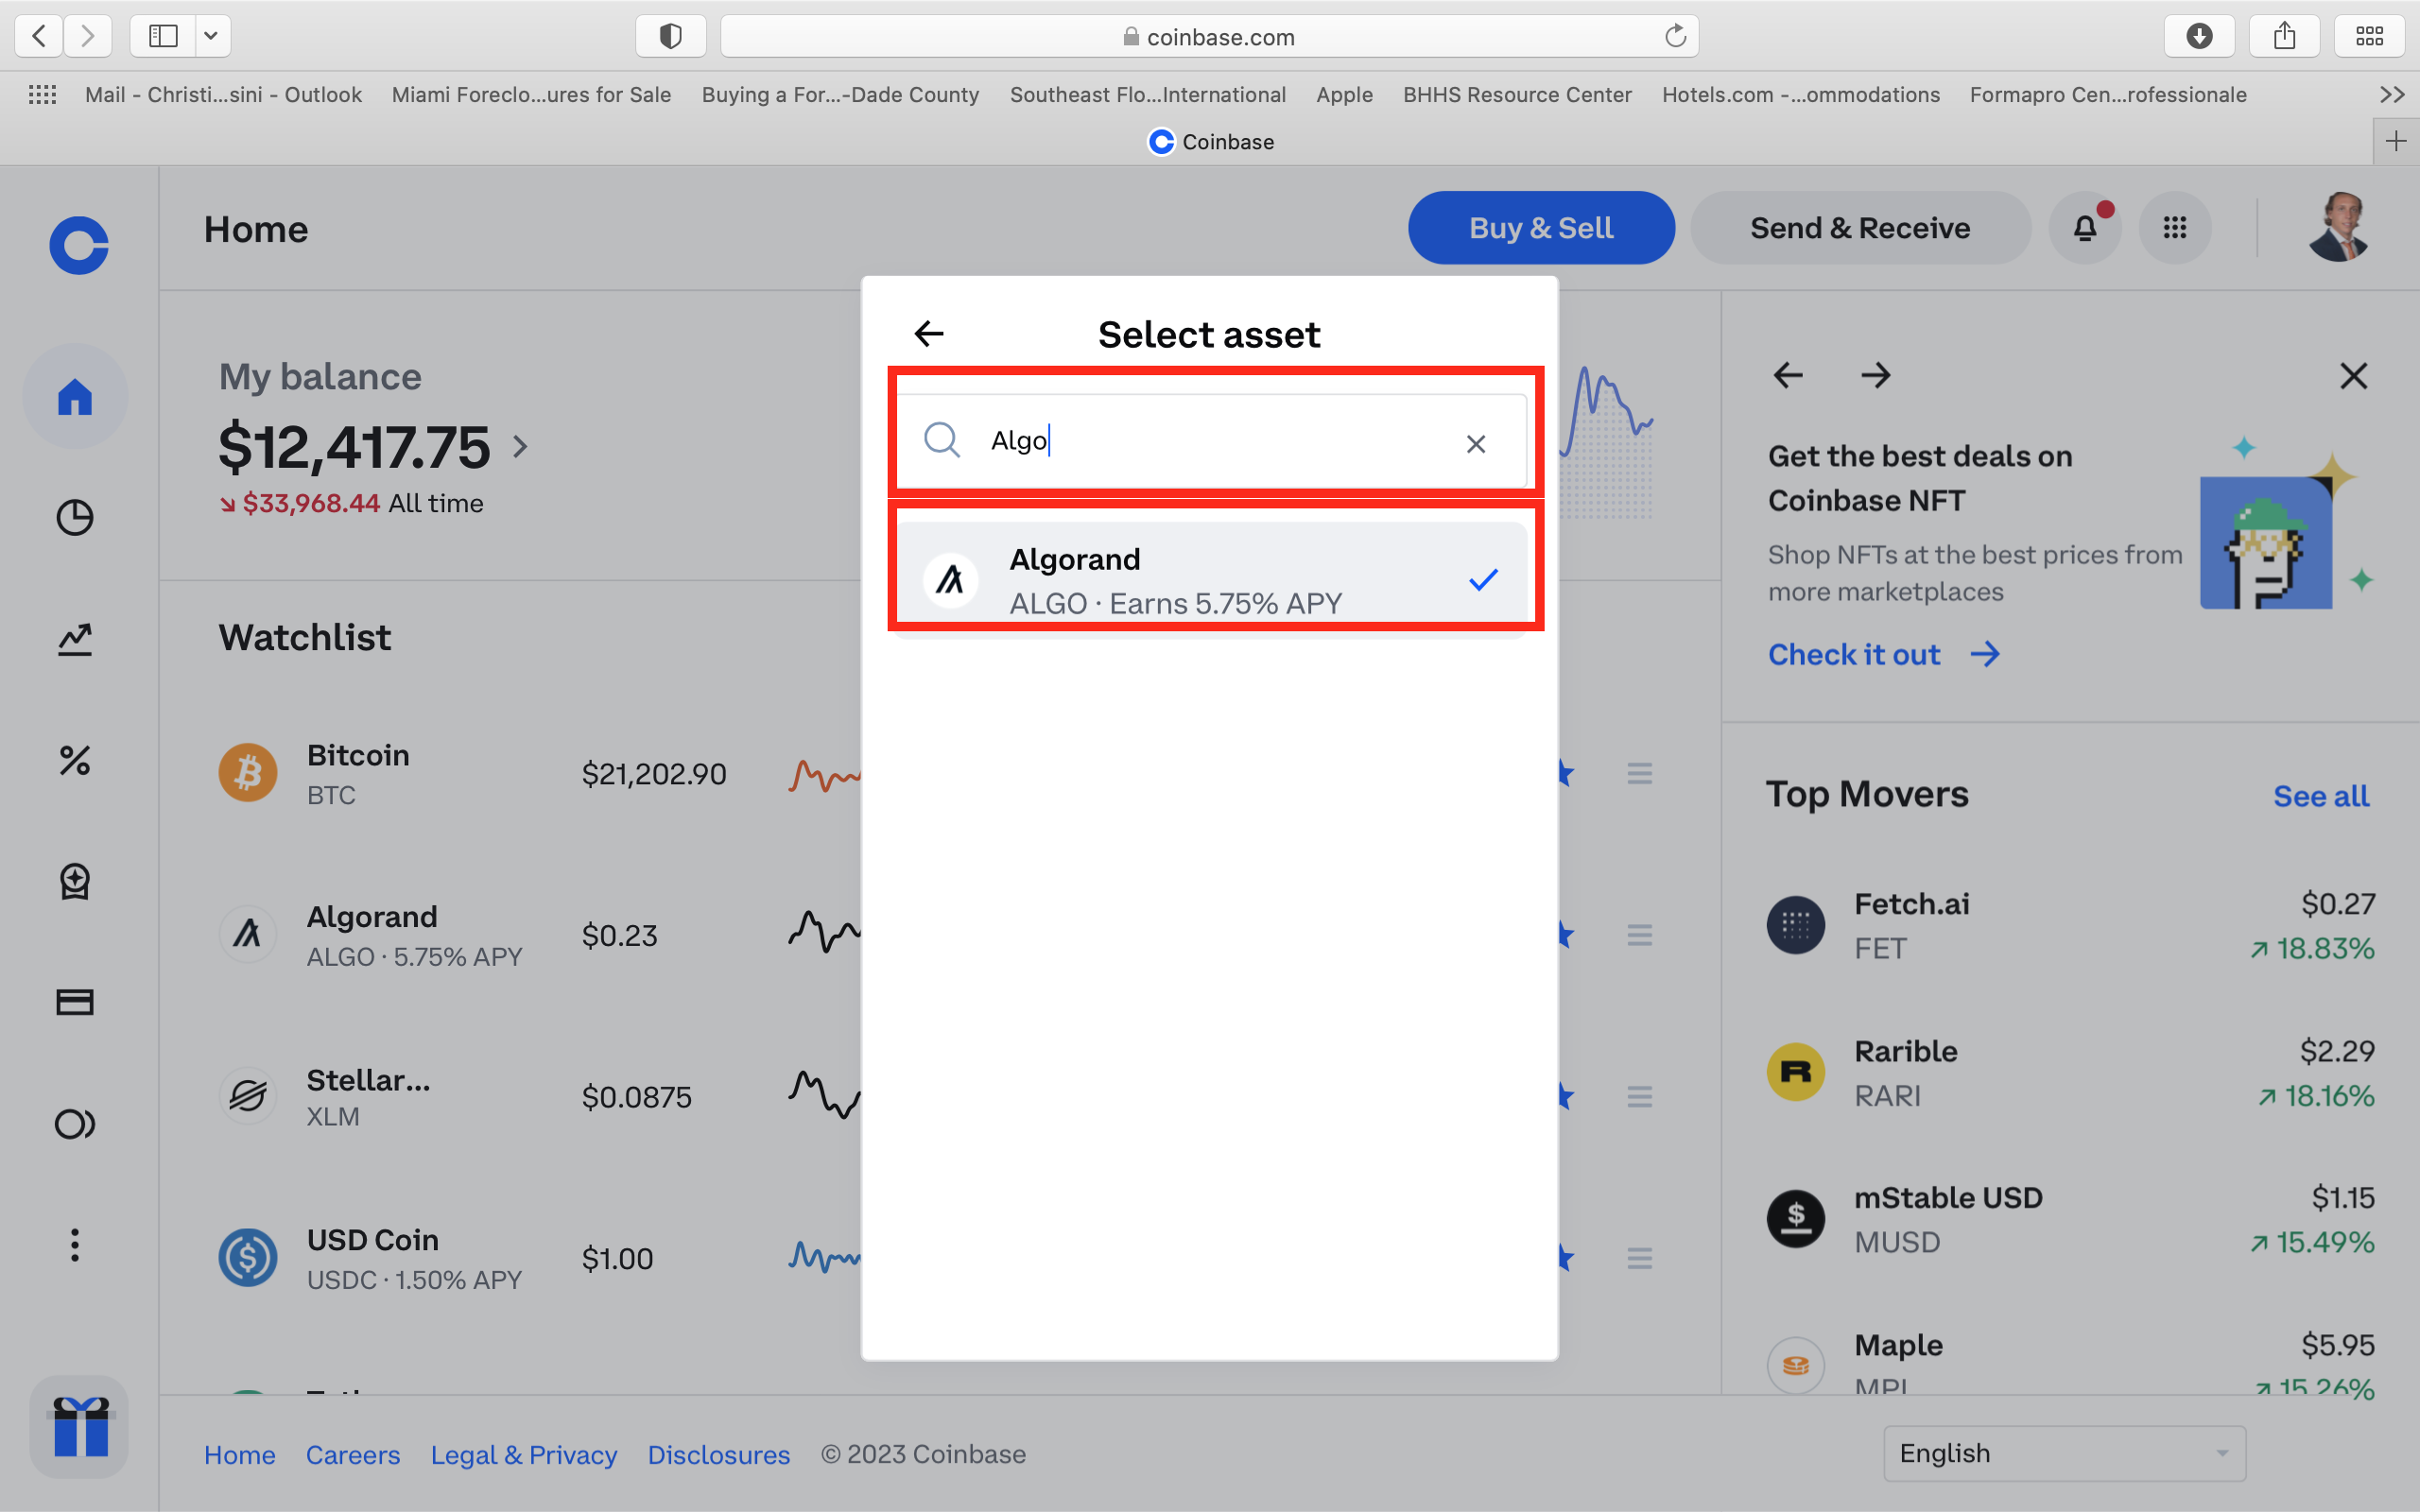 coinbase.com
Mail - Christi...sini - Outlook
Miami Foreclo...ures for Sale
Buying a For...-Dade County
Southeast Flo...International
Apple
BHHS Resource Center
Hotels.com -...ommodations
Formapro Cen...rofessionale
Coinbase
Home
Buy & Sell
Send & Receive
Select asset
Algo
Algorand
ALGO · Earns 5.75% APY
My balance
$12,417.75
$33,968.44 All time
Watchlist
Bitcoin
BTC
$21,202.90
Algorand
ALGO · 5.75% APY
$0.23
Stellar...
XLM
$0.0875
USD Coin
USDC · 1.50% APY
$1.00
Get the best deals on
Coinbase NFT
Shop NFTs at the best prices from
more marketplaces
Check it out
Top Movers
See all
Fetch.ai
FET
$0.27
18.83%
Rarible
RARI
$2.29
18.16%
mStable USD
MUSD
$1.15
15.49%
Maple
MPL
$5.95
15.26%
Home
Careers
Legal & Privacy
Disclosures
© 2023 Coinbase
English